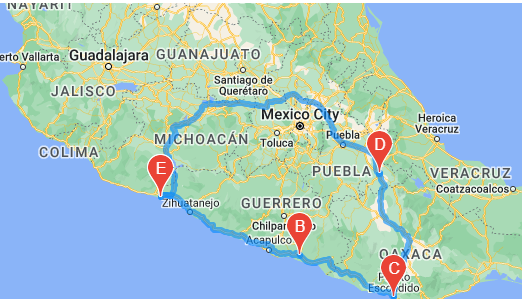 NAYARIT
erto Vallarta
Guadalajara
GUANAJUATO
Santiago de
Querétaro
JALISCO
Mexico City
Heroica
Veracruz
MICHOACÁN
Toluca
Puebla
COLIMA
D
E
PUEBLA
VERACRUZ
Coatzacoalcos
Zihuatanejo
GUERRERO
Chilpan
B
Acapulco
OAXACA
C
Escondido